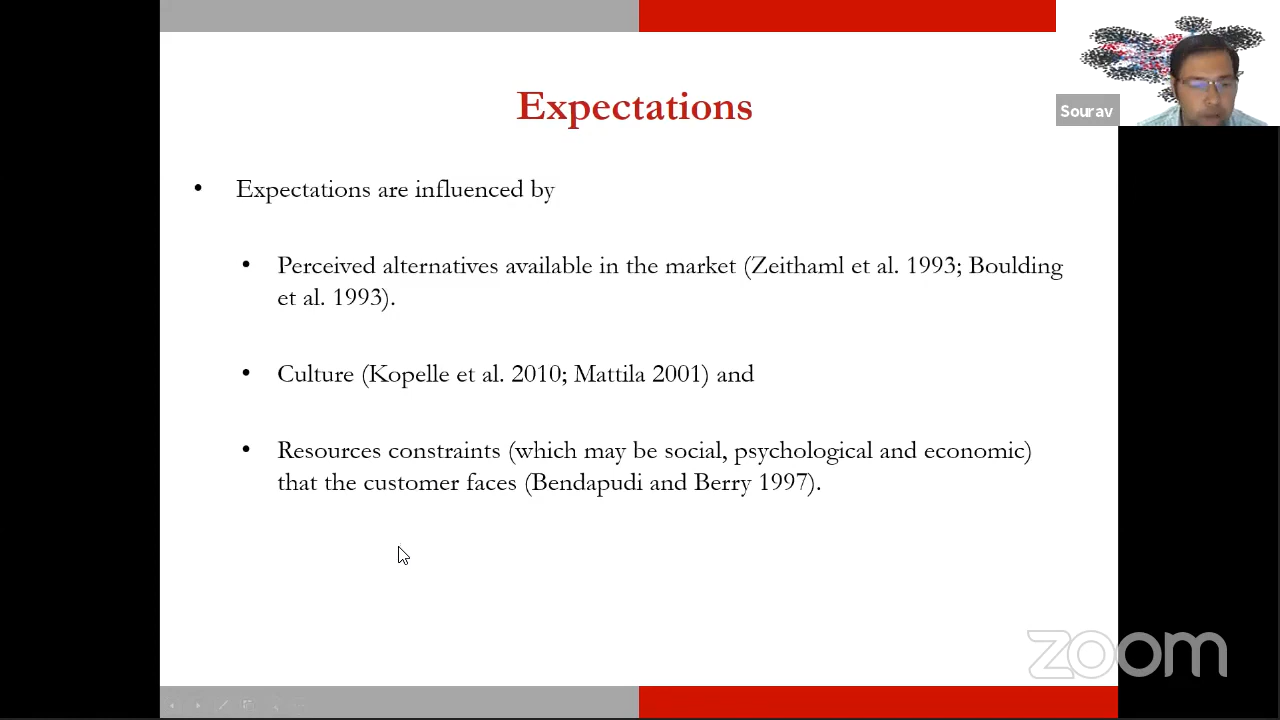 Expectations
Sourav
• Expectations are influenced by
• Perceived alternatives available in the market (Zeithaml et al. 1993; Boulding
et al. 1993).
• Culture (Kopelle et al. 2010; Mattila 2001) and
• Resources constraints (which may be social, psychological and economic)
that the customer faces (Bendapudi and Berry 1997).
zoom